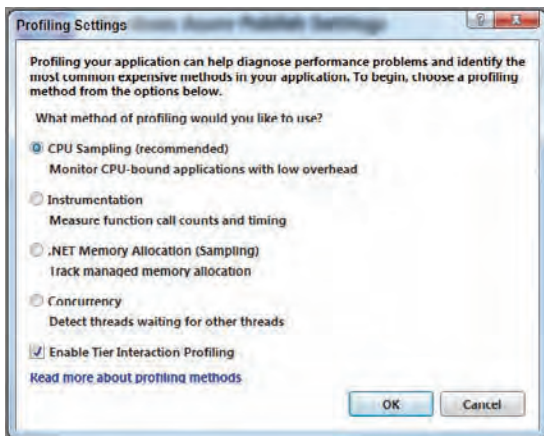 Profiling Settings
Profiling your application can help diagnose performance problems and identify the
most common expensive methods in your application. To begin, choose a profiling
method from the options below.
What method of profiling would you like to use?
CPU Sampling (recommended)
Monitor CPU-bound applications with low overhead
Instrumentation
Measure function call counts and timing
.NET Memory Allocation (Sampling)
Track managed memory allocation
Concurrency
Detect threads waiting for other threads
Enable Tier Interaction Profiling
Read more about profiling methods
OK
Cancel